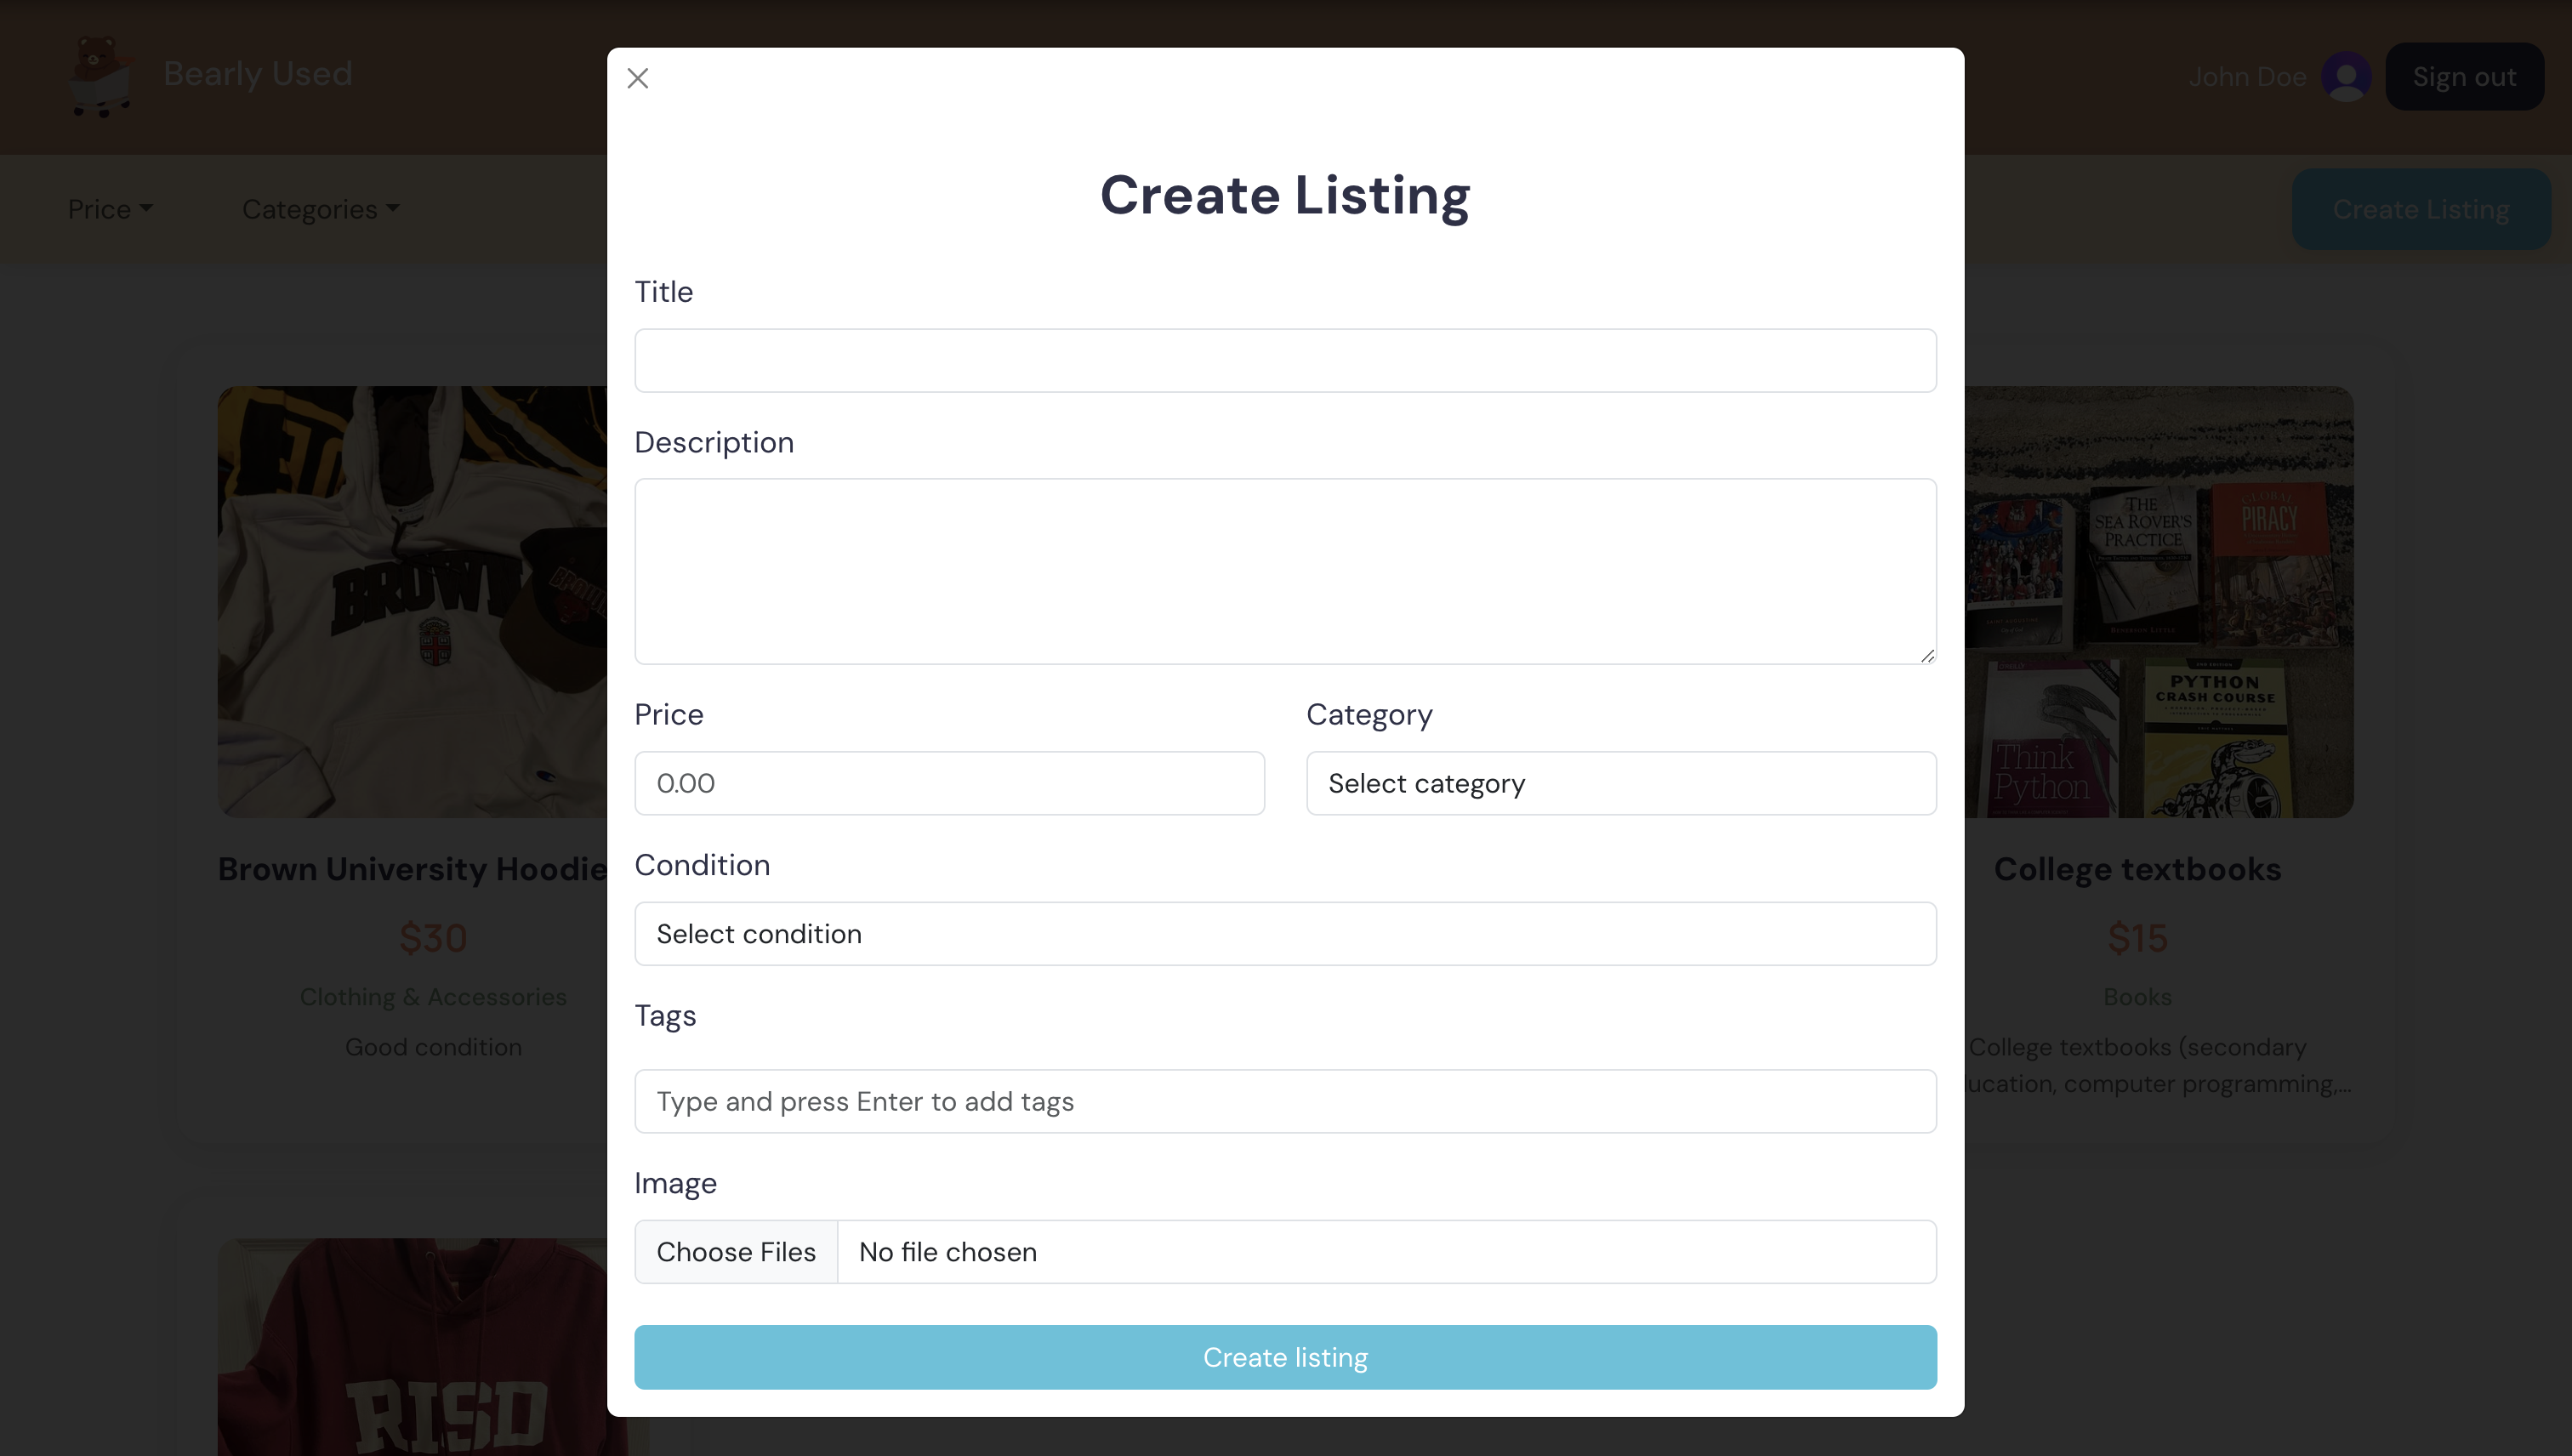 Bearly Used
John Doe
Sign out
Price
Categories
Create Listing
Create Listing
Title
Description
Price
Category
0.00
Select category
Condition
Select condition
Tags
Type and press Enter to add tags
Image
Choose Files
No file chosen
Create listing
BROWN
Brown University Hoodie
$30
Clothing & Accessories
Good condition
THE
SEA ROVER'S
PRACTICE
GLOBAL
PIRACY
Think
Python
PYTHON
CRASH COURSE
College textbooks
$15
Books
College textbooks (secondary
ucation, computer programming,...
RISD